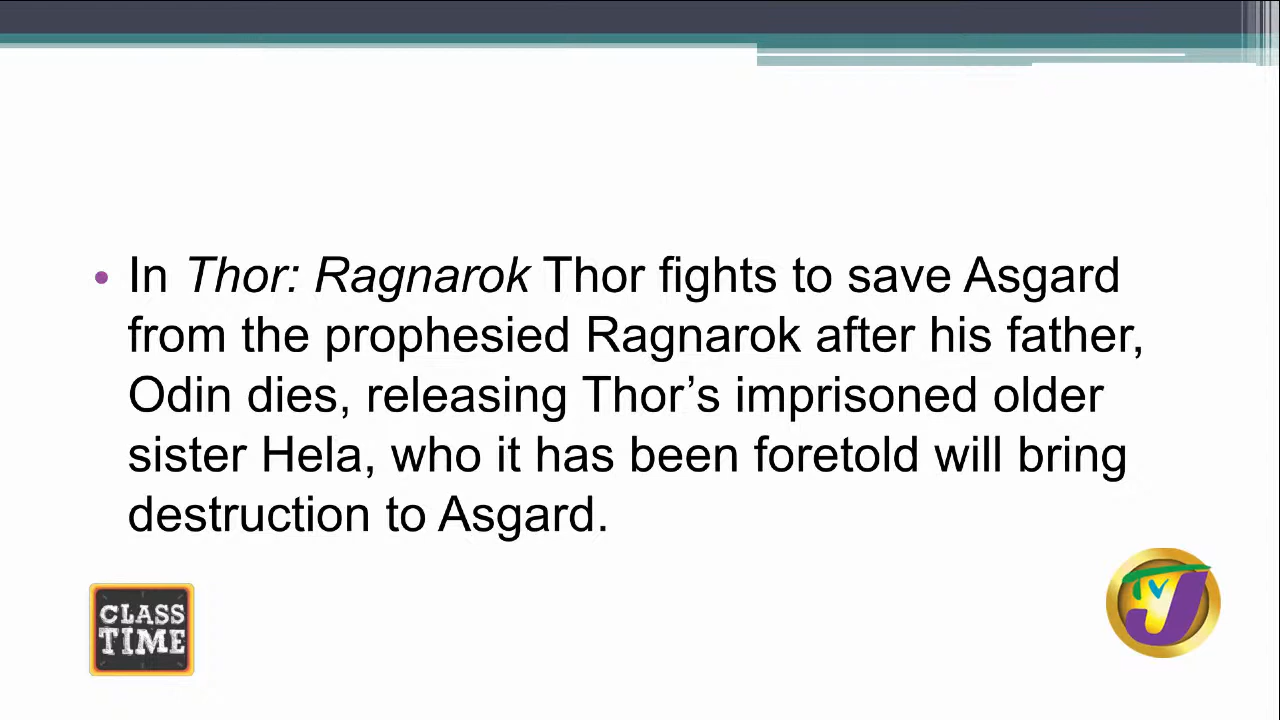 • In Thor: Ragnarok Thor fights to save Asgard
from the prophesied Ragnarok after his father,
Odin dies, releasing Thor’s imprisoned older
sister Hela, who it has been foretold will bring
destruction to Asgard.
CLASS
TIME
TVJ